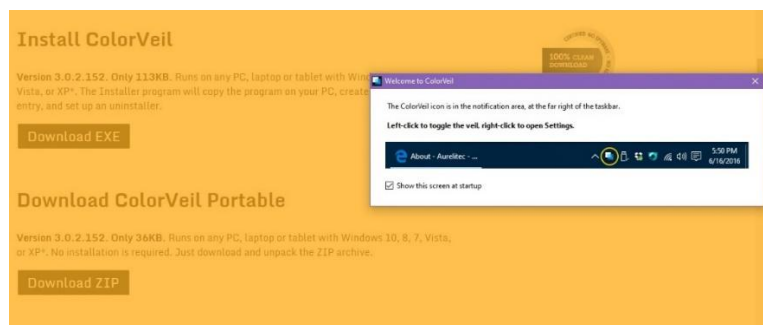 Install ColorVeil
100% CLEAN
DOWNLOAD
Version 3.0.2.152. Only 113KB. Runs on any PC, laptop or tablet with Wind
Vista, or XP*. The Installer program will copy the program on your PC, create
entry, and set up an uninstaller.
Download EXE
Welcome to ColorVeil
The ColorVeil icon is in the notification area, at the far right of the taskbar.
Left-click to toggle the veil, right-click to open Settings.
About - Aurelitec - ...
5:50 PM
6/16/2016
Show this screen at startup
Download ColorVeil Portable
Version 3.0.2.152. Only 36KB. Runs on any PC, laptop or tablet with Windows 10, 8, 7, Vista,
or XP*. No installation is required. Just download and unpack the ZIP archive.
Download ZIP